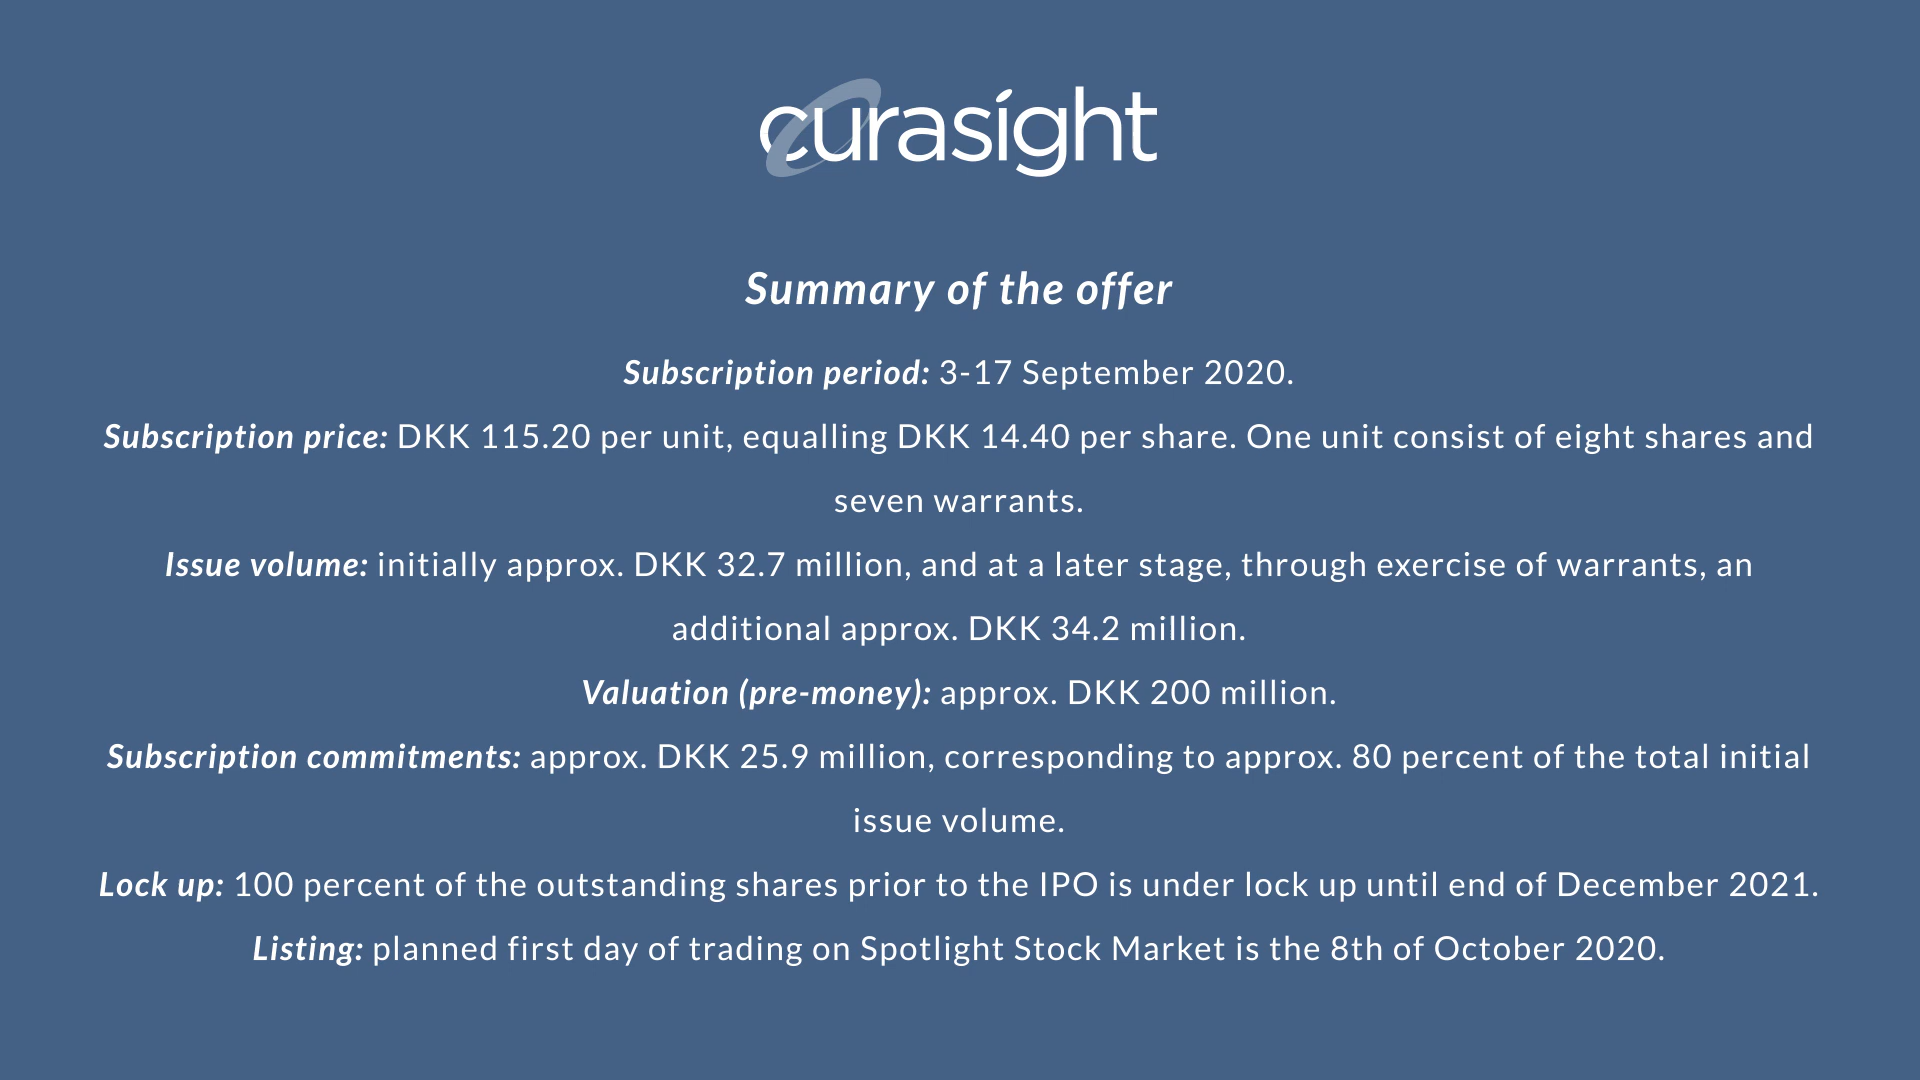 curasight
Summary of the offer
Subscription period: 3-17 September 2020.
Subscription price: DKK 115.20 per unit, equalling DKK 14.40 per share. One unit consist of eight shares and
seven warrants.
Issue volume: initially approx. DKK 32.7 million, and at a later stage, through exercise of warrants, an
additional approx. DKK 34.2 million.
Valuation (pre-money): approx. DKK 200 million.
Subscription commitments: approx. DKK 25.9 million, corresponding to approx. 80 percent of the total initial
issue volume.
Lock up: 100 percent of the outstanding shares prior to the IPO is under lock up until end of December 2021.
Listing: planned first day of trading on Spotlight Stock Market is the 8th of October 2020.